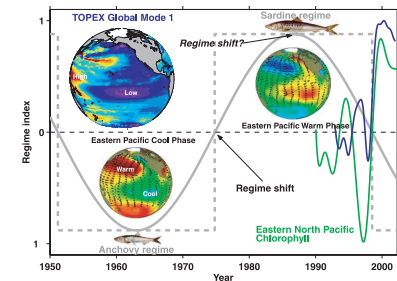 TOPEX Global Mode 1
Sardine regime
Regime shift?
High
Low
Eastern Pacific Cool Phase
Eastern Pacific Warm Phase
Warm
Cool
Regime shift
Eastern North Pacific
Chlorophyll
Anchovy regime
Regime index
1
0
1
1950
1960
1970
1980
1990
2000
Year